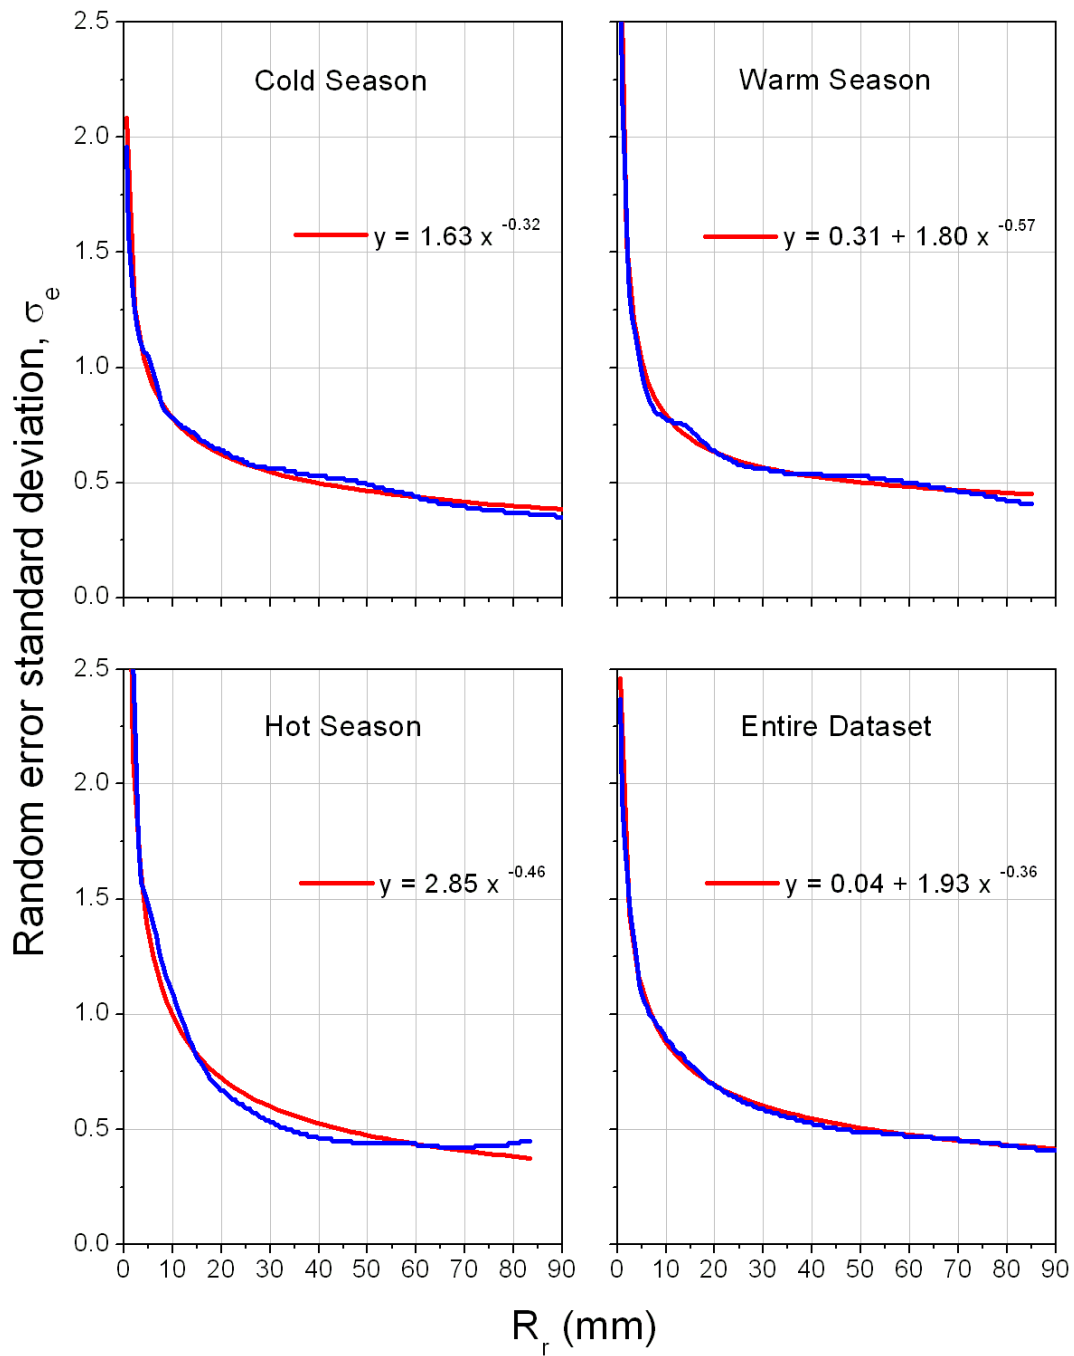 Random error standard deviation, σe
2.5
2.0
1.5
1.0
0.5
0.0
Cold Season
y = 1.63 x -0.32
Warm Season
y = 0.31 + 1.80 x -0.57
2.5
2.0
1.5
1.0
0.5
0.0
Hot Season
y = 2.85 x -0.46
Entire Dataset
y = 0.04 + 1.93 x -0.36
0 10 20 30 40 50 60 70 80 90
0 10 20 30 40 50 60 70 80 90
Rr (mm)